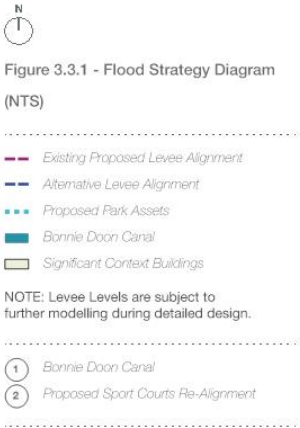 N
Figure 3.3.1 - Flood Strategy Diagram
(NTS)
Existing Proposed Levee Alignment
Alternative Levee Alignment
Proposed Park Assets
Bonnie Doon Canal
Significant Context Buildings
NOTE: Levee Levels are subject to
further modelling during detailed design.
1 Bonnie Doon Canal
2 Proposed Sport Courts Re-Alignment